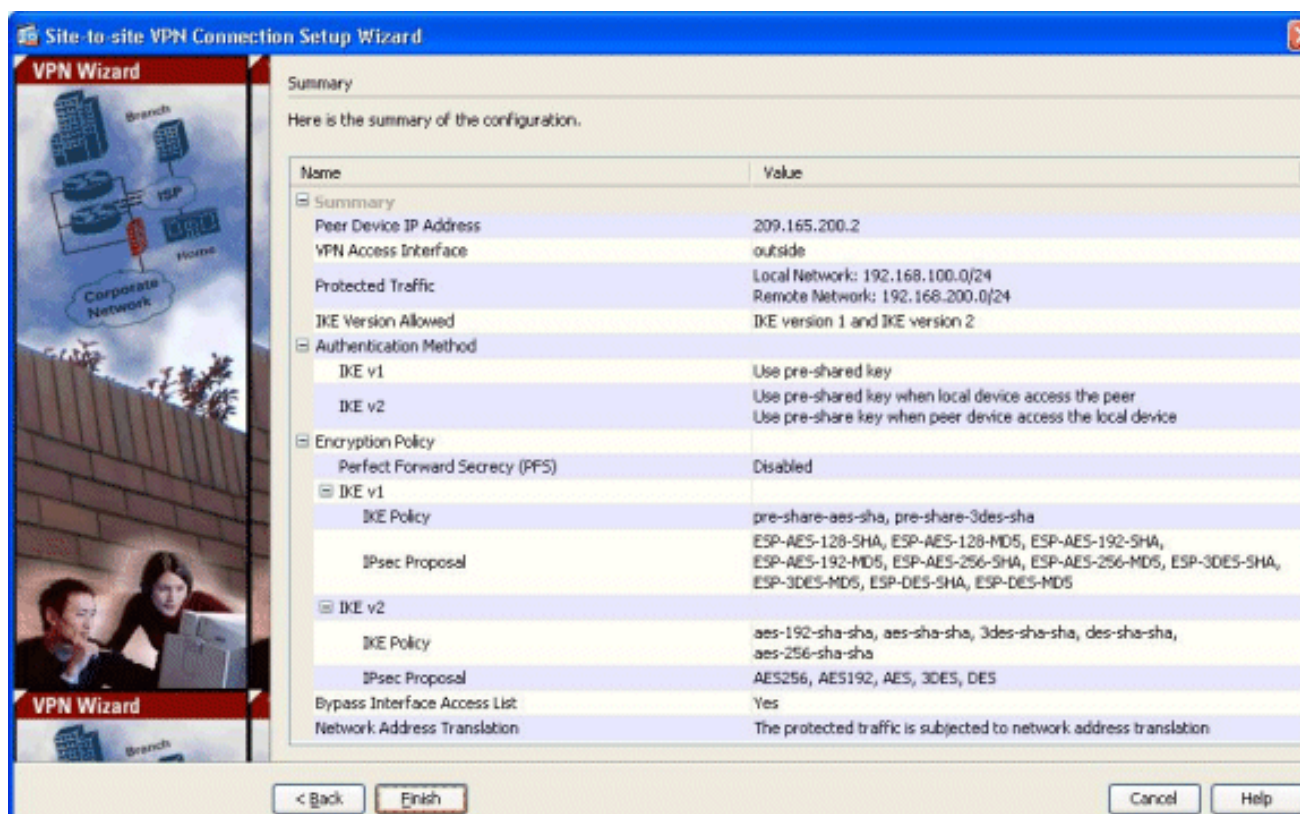 Site-to-site VPN Connection Setup Wizard
VPN Wizard
Branch
ISP
Home
Corporate
Network
Summary
Here is the summary of the configuration.
Name Value
Summary
Peer Device IP Address 209.165.200.2
VPN Access Interface outside
Protected Traffic Local Network: 192.168.100.0/24
Remote Network: 192.168.200.0/24
IKE Version Allowed IKE version 1 and IKE version 2
Authentication Method
IKE v1 Use pre-shared key
IKE v2 Use pre-shared key when local device access the peer
Use pre-share key when peer device access the local device
Encryption Policy
Perfect Forward Secrecy (PFS) Disabled
IKE v1
IKE Policy pre-share-aes-sha, pre-share-3des-sha
IPsec Proposal ESP-AES-128-SHA, ESP-AES-128-MD5, ESP-AES-192-SHA,
ESP-AES-192-MD5, ESP-AES-256-SHA, ESP-AES-256-MD5, ESP-3DES-SHA,
ESP-3DES-MD5, ESP-DES-SHA, ESP-DES-MD5
IKE v2
IKE Policy aes-192-sha-sha, aes-sha-sha, 3des-sha-sha, des-sha-sha,
aes-256-sha-sha
IPsec Proposal AES256, AES192, AES, 3DES, DES
Bypass Interface Access List Yes
Network Address Translation The protected traffic is subjected to network address translation
VPN Wizard
Branch
< Back Finish Cancel Help